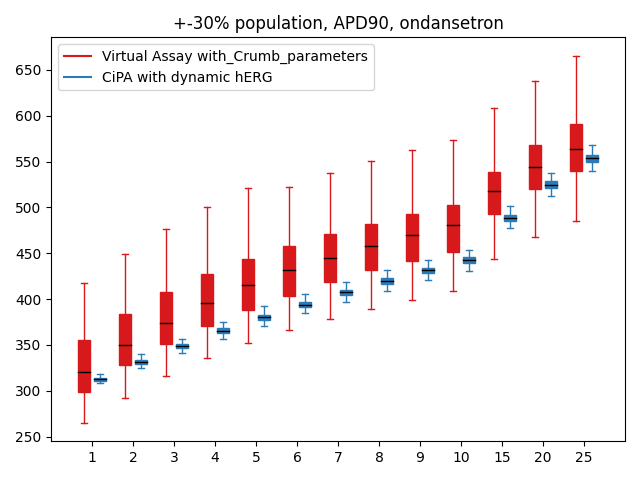 +-30% population, APD90, ondansetron
Virtual Assay with_Crumb_parameters
CiPA with dynamic hERG
650
600
550
500
450
400
350
300
250
1 2 3 4 5 6 7 8 9 10 15 20 25